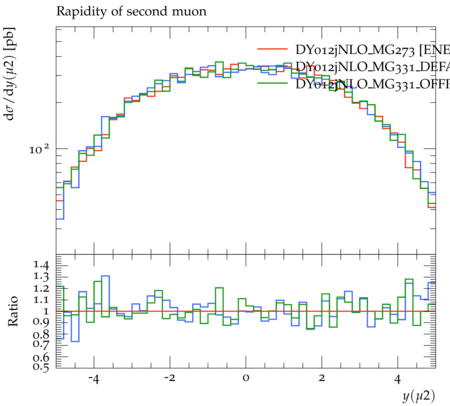 Rapidity of second muon
dσ/dy(μ2) [pb]
DY012jNLO_MG273 [ENE
DY012jNLO_MG331_DEFA
DY012jNLO_MG331_OFFI
10²
Ratio
1.4
1.3
1.2
1.1
1
0.9
0.8
0.7
0.6
0.5
-4 -2 0 2 4
y(μ2)